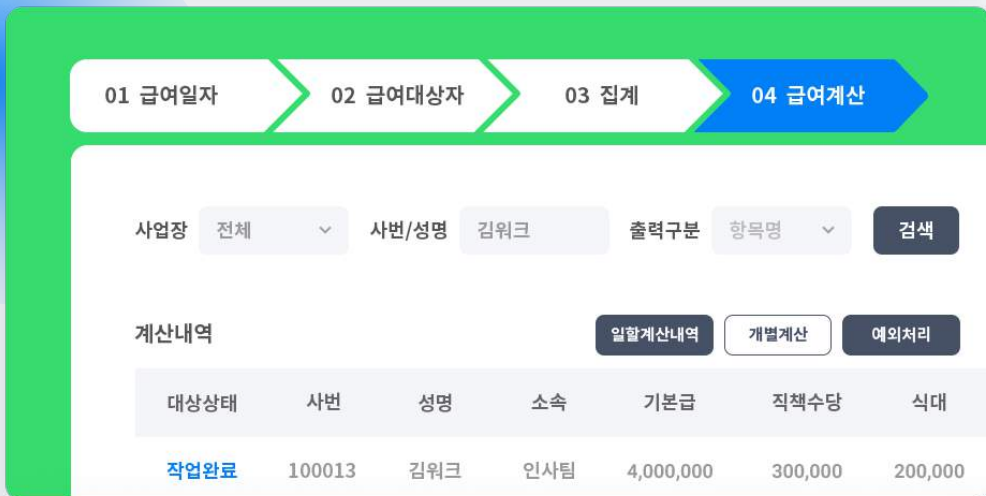 01 급여일자 02 급여대상자 03 집계 04 급여계산
사업장 전체 사번/성명 김워크 출력구분 항목명 검색
계산내역 일할계산내역 개별계산 예외처리
대상상태 사번 성명 소속 기본급 직책수당 식대
작업완료 100013 김워크 인사팀 4,000,000 300,000 200,000